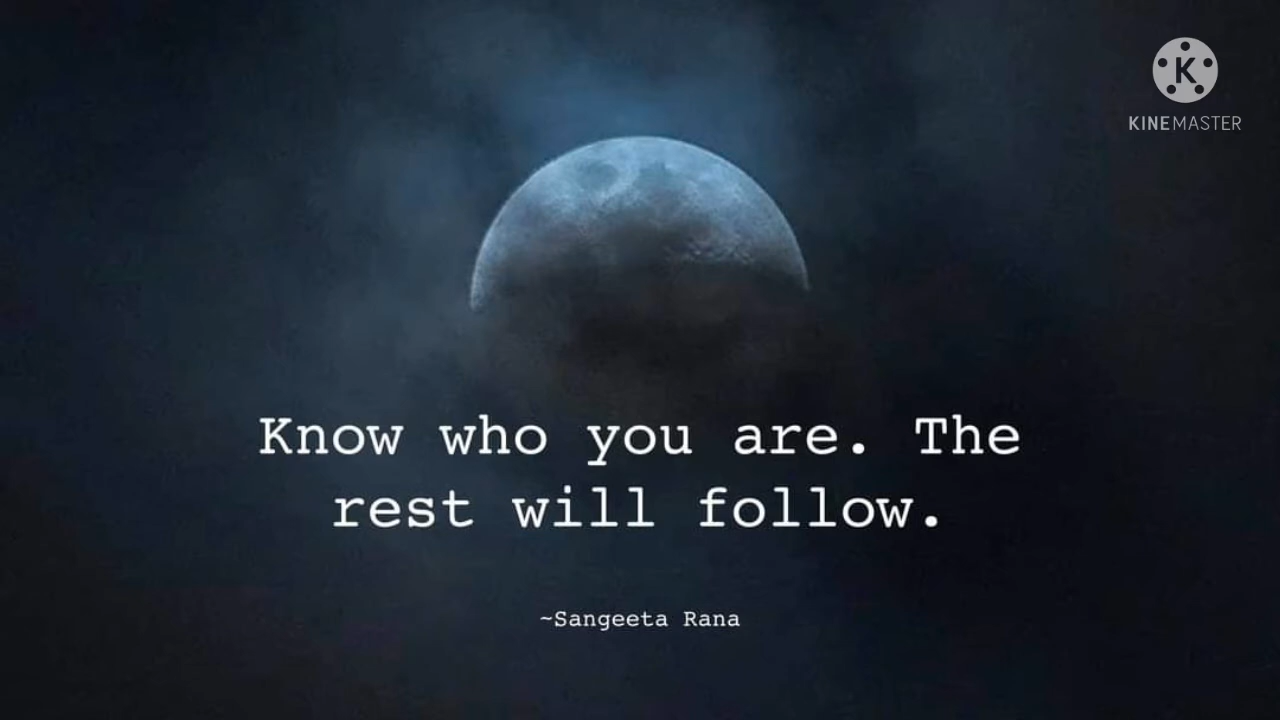 K
KINEMASTER
Know who you are. The
rest will follow.
~Sangeeta Rana